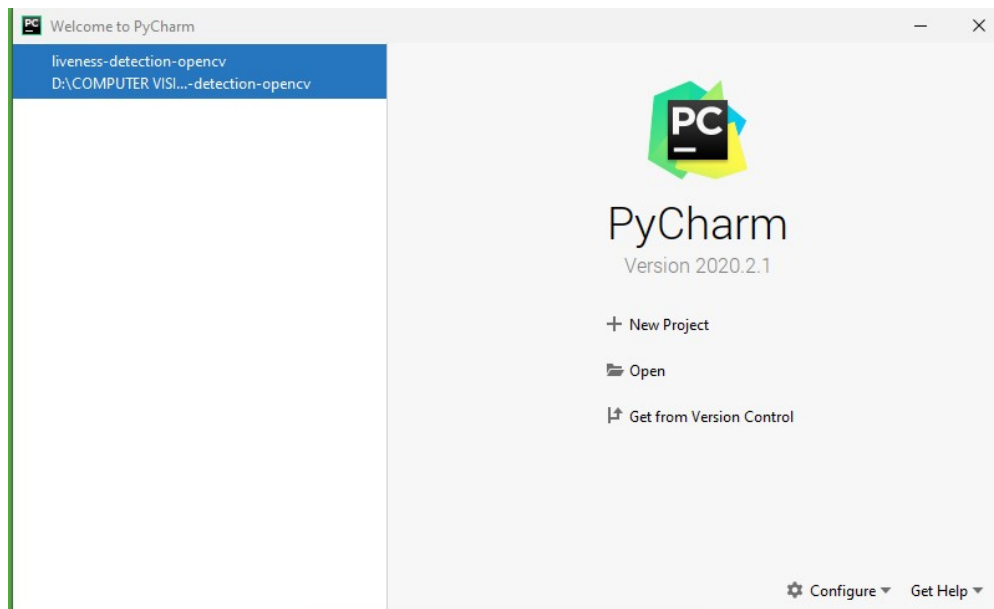 PC Welcome to PyCharm
liveness-detection-opencv
D:\COMPUTER VISI...-detection-opencv
PC
PyCharm
Version 2020.2.1
New Project
Open
Get from Version Control
Configure
Get Help